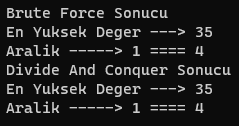 Brute Force Sonucu
En Yuksek Deger ---> 35
Aralik -----> 1 ==== 4
Divide And Conquer Sonucu
En Yuksek Deger ---> 35
Aralik -----> 1 ==== 4